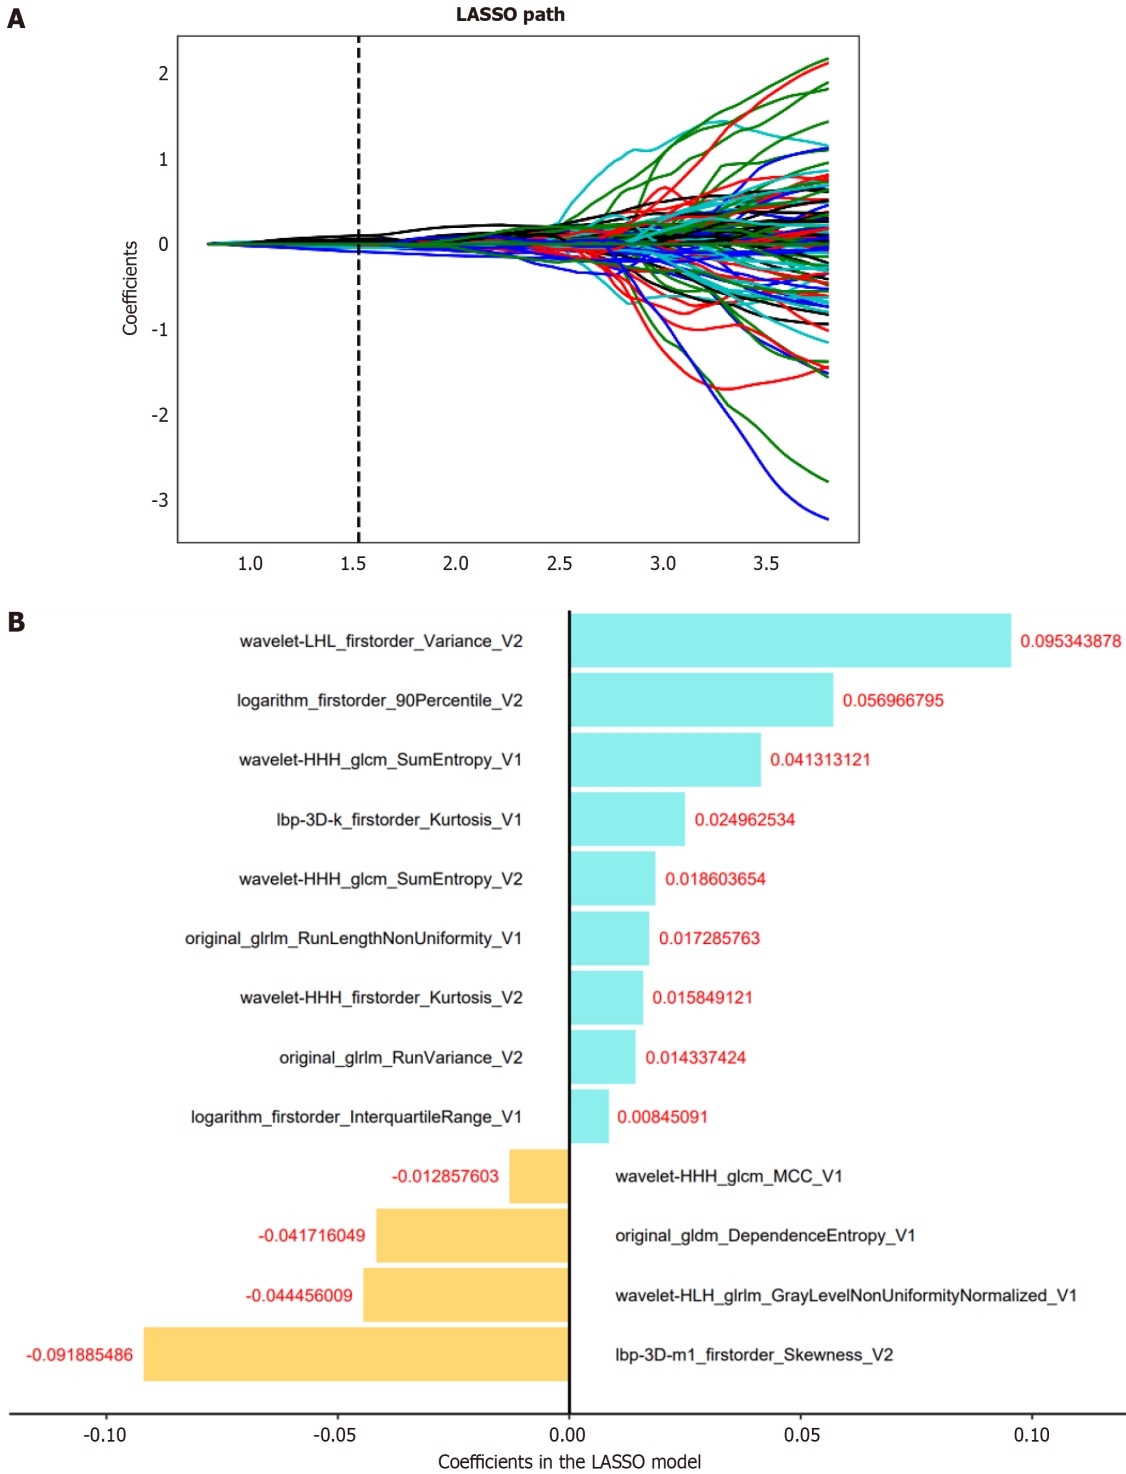 A
LASSO path
2
1
0
-1
-2
-3
Coefficients
1.0 1.5 2.0 2.5 3.0 3.5
B
wavelet-LHL_firstorder_Variance_V2 0.095343878
logarithm_firstorder_90Percentile_V2 0.056966795
wavelet-HHH_glcm_SumEntropy_V1 0.041313121
lbp-3D-k_firstorder_Kurtosis_V1 0.024962534
wavelet-HHH_glcm_SumEntropy_V2 0.018603654
original_glrlm_RunLengthNonUniformity_V1 0.017285763
wavelet-HHH_firstorder_Kurtosis_V2 0.015849121
original_glrlm_RunVariance_V2 0.014337424
logarithm_firstorder_InterquartileRange_V1 0.00845091
-0.012857603 wavelet-HHH_glcm_MCC_V1
-0.041716049 original_gldm_DependenceEntropy_V1
-0.044456009 wavelet-HLH_glrlm_GrayLevelNonUniformityNormalized_V1
-0.091885486 lbp-3D-m1_firstorder_Skewness_V2
-0.10 -0.05 0.00 0.05 0.10
Coefficients in the LASSO model